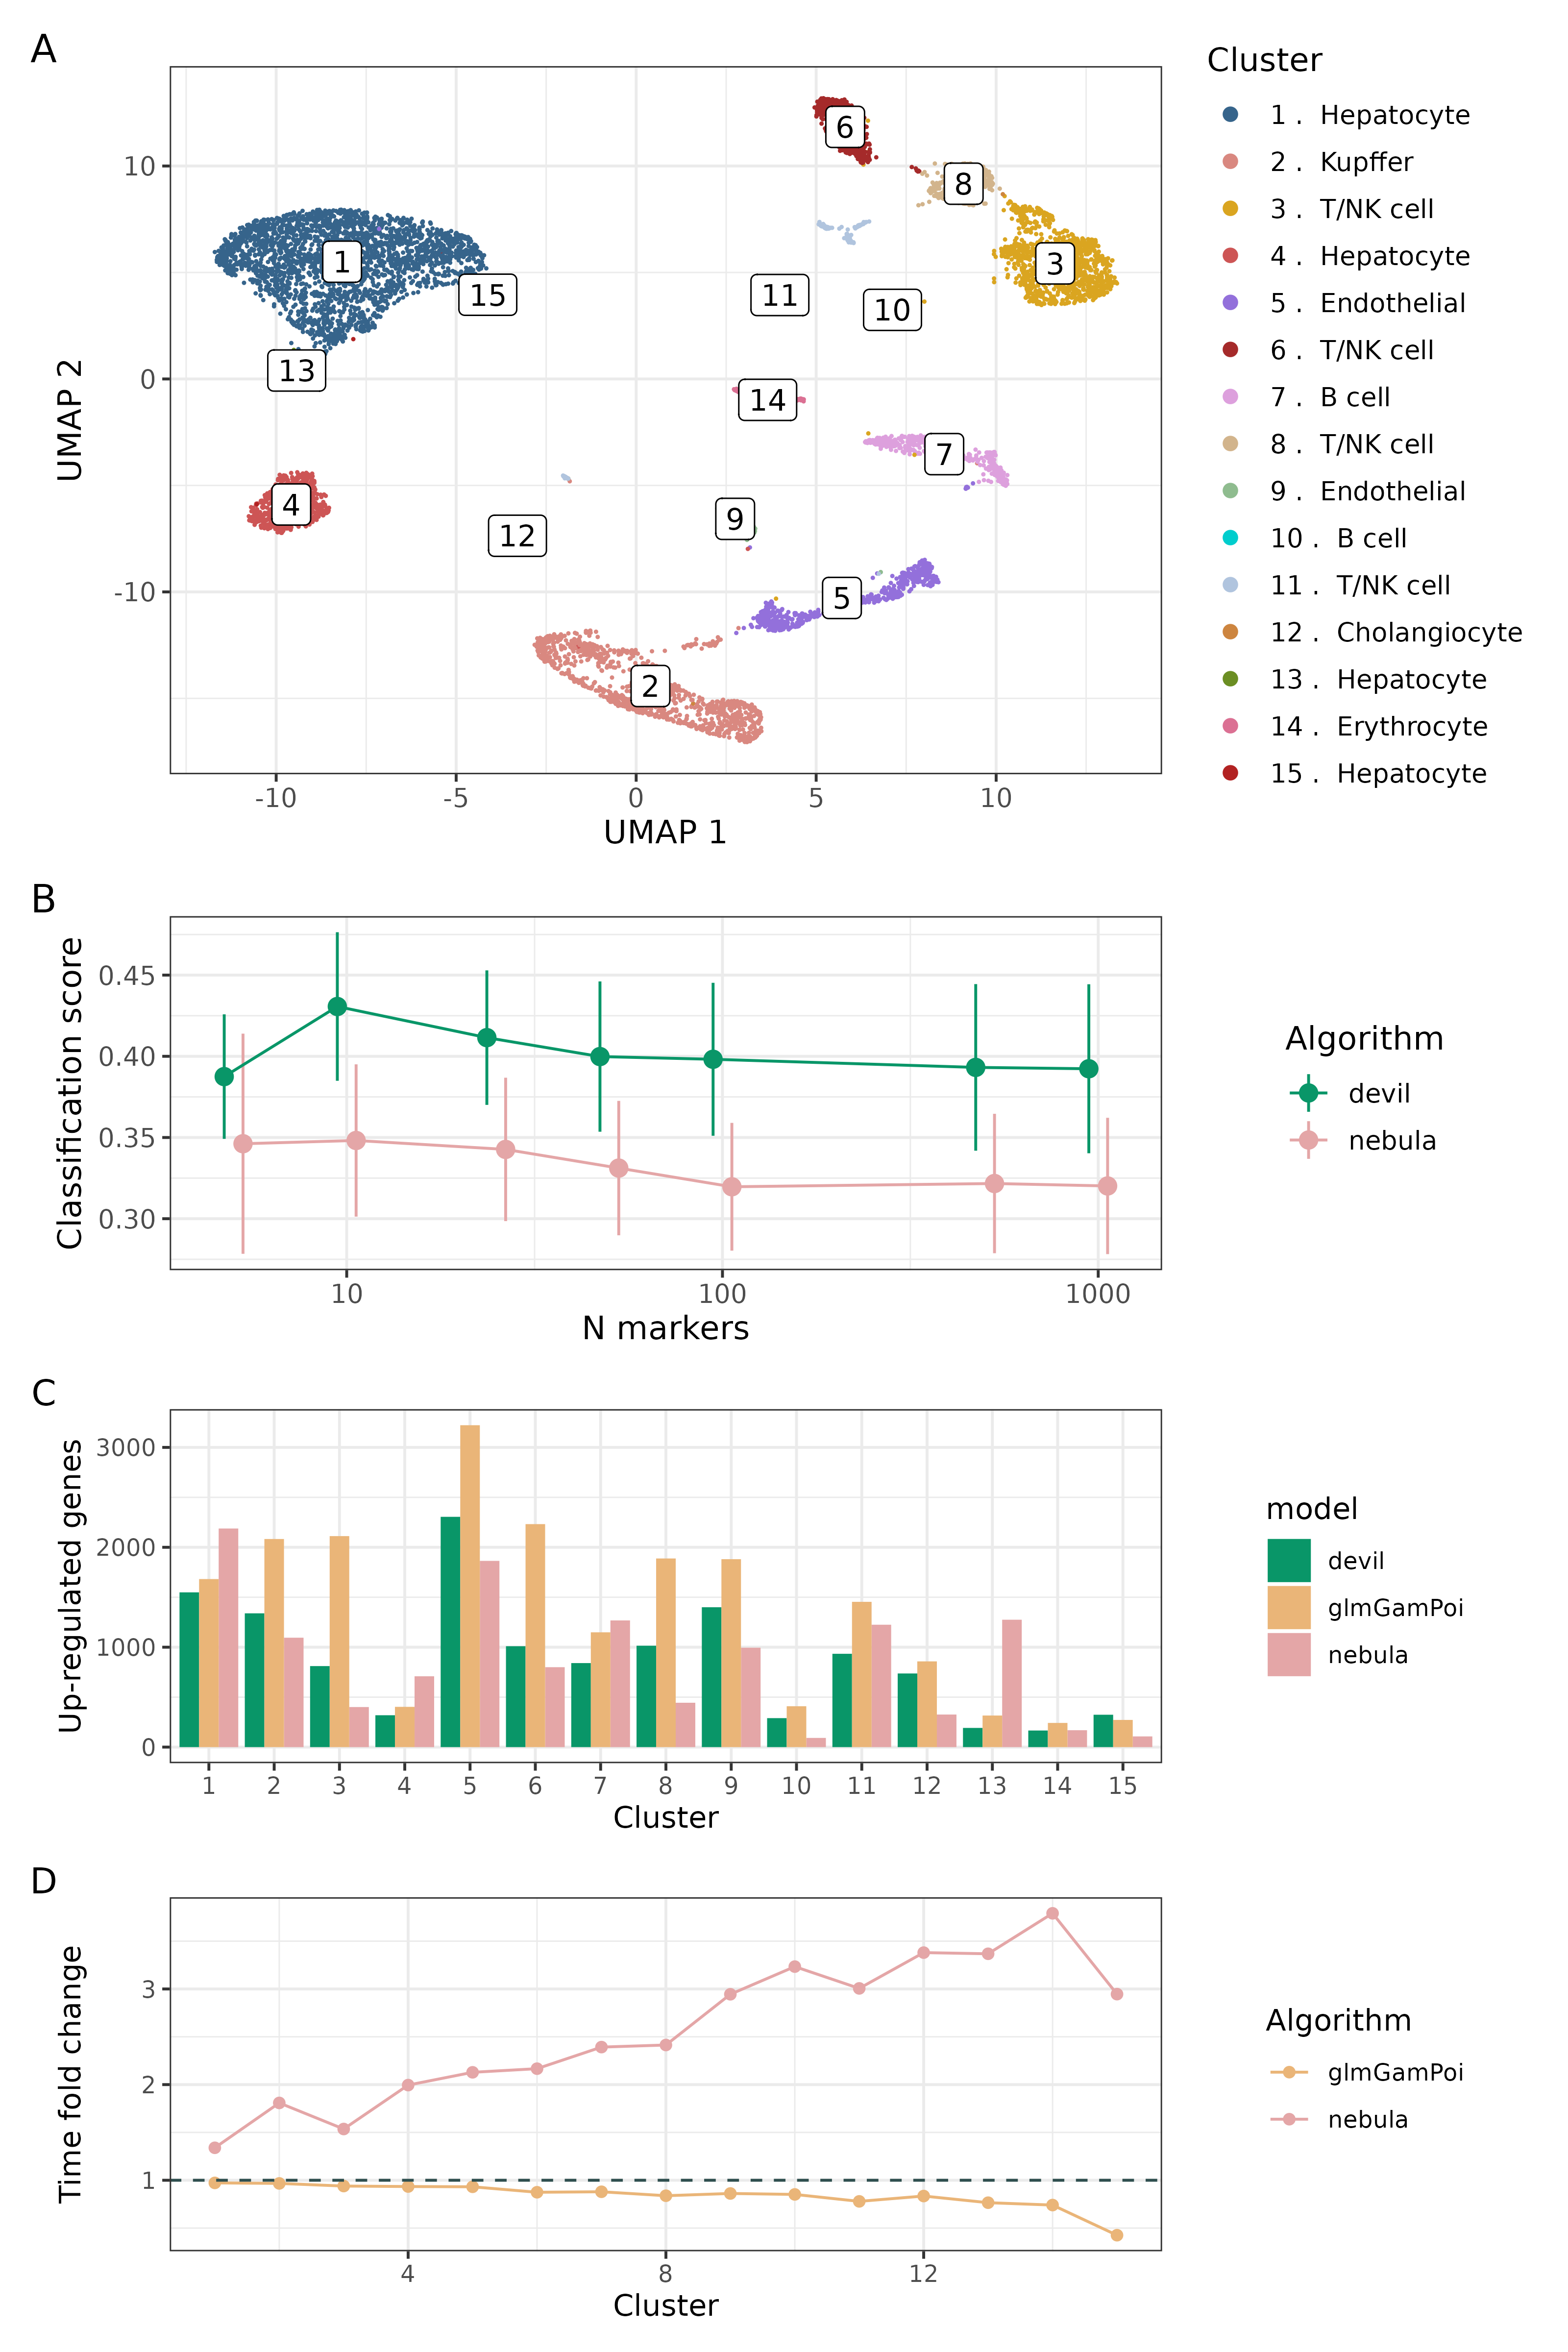 A
Cluster
1 . Hepatocyte
2 . Kupffer
3 . T/NK cell
4 . Hepatocyte
5 . Endothelial
6 . T/NK cell
7 . B cell
8 . T/NK cell
9 . Endothelial
10 . B cell
11 . T/NK cell
12 . Cholangiocyte
13 . Hepatocyte
14 . Erythrocyte
15 . Hepatocyte
UMAP 2
10
0
-10
6
8
1
3
15
11
10
13
14
7
4
9
12
5
2
-10 -5 0 5 10
UMAP 1
B
Classification score
0.45
0.40
0.35
0.30
10 100 1000
N markers
Algorithm
devil
nebula
C
Up-regulated genes
3000
2000
1000
0
1 2 3 4 5 6 7 8 9 10 11 12 13 14 15
Cluster
model
devil
glmGamPoi
nebula
D
Time fold change
3
2
1
4 8 12
Cluster
Algorithm
glmGamPoi
nebula